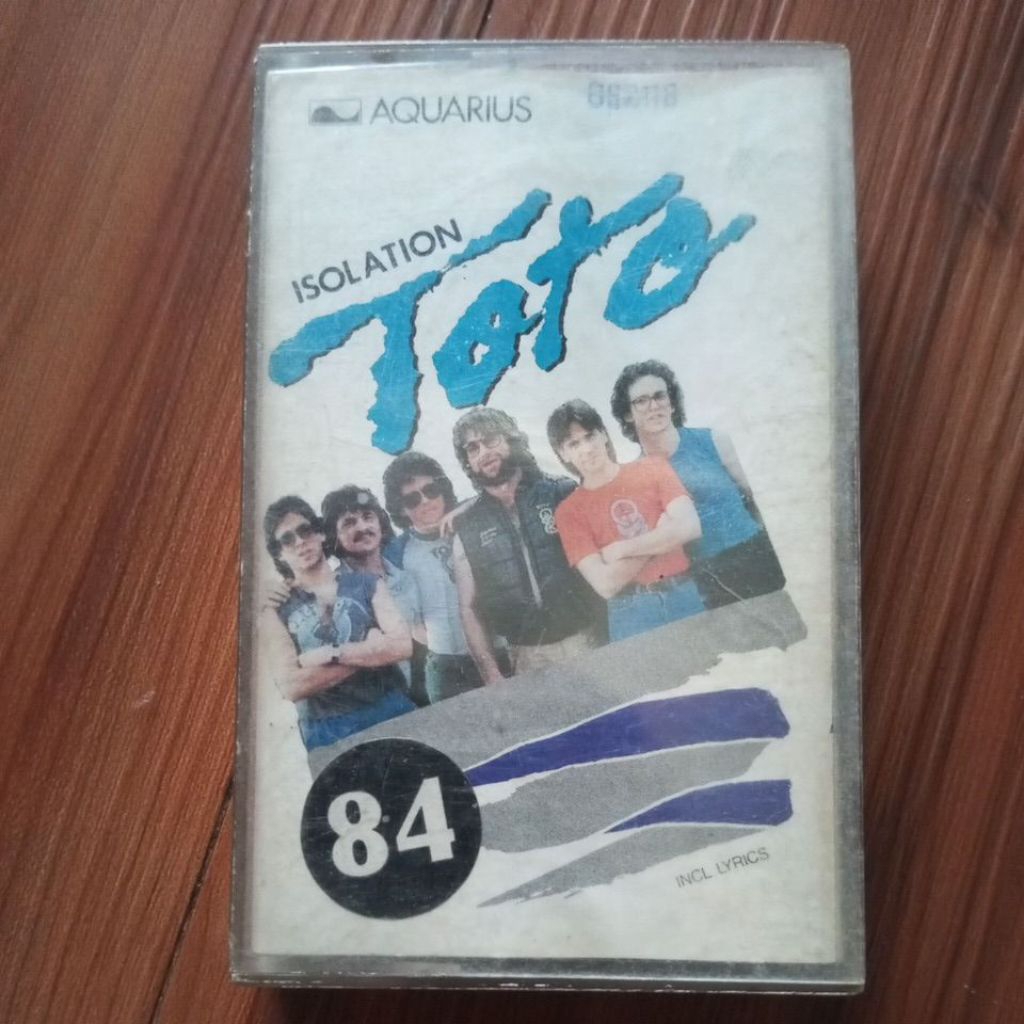 AQUARIUS
ISOLATION
Toto
84
INCL LYRICS